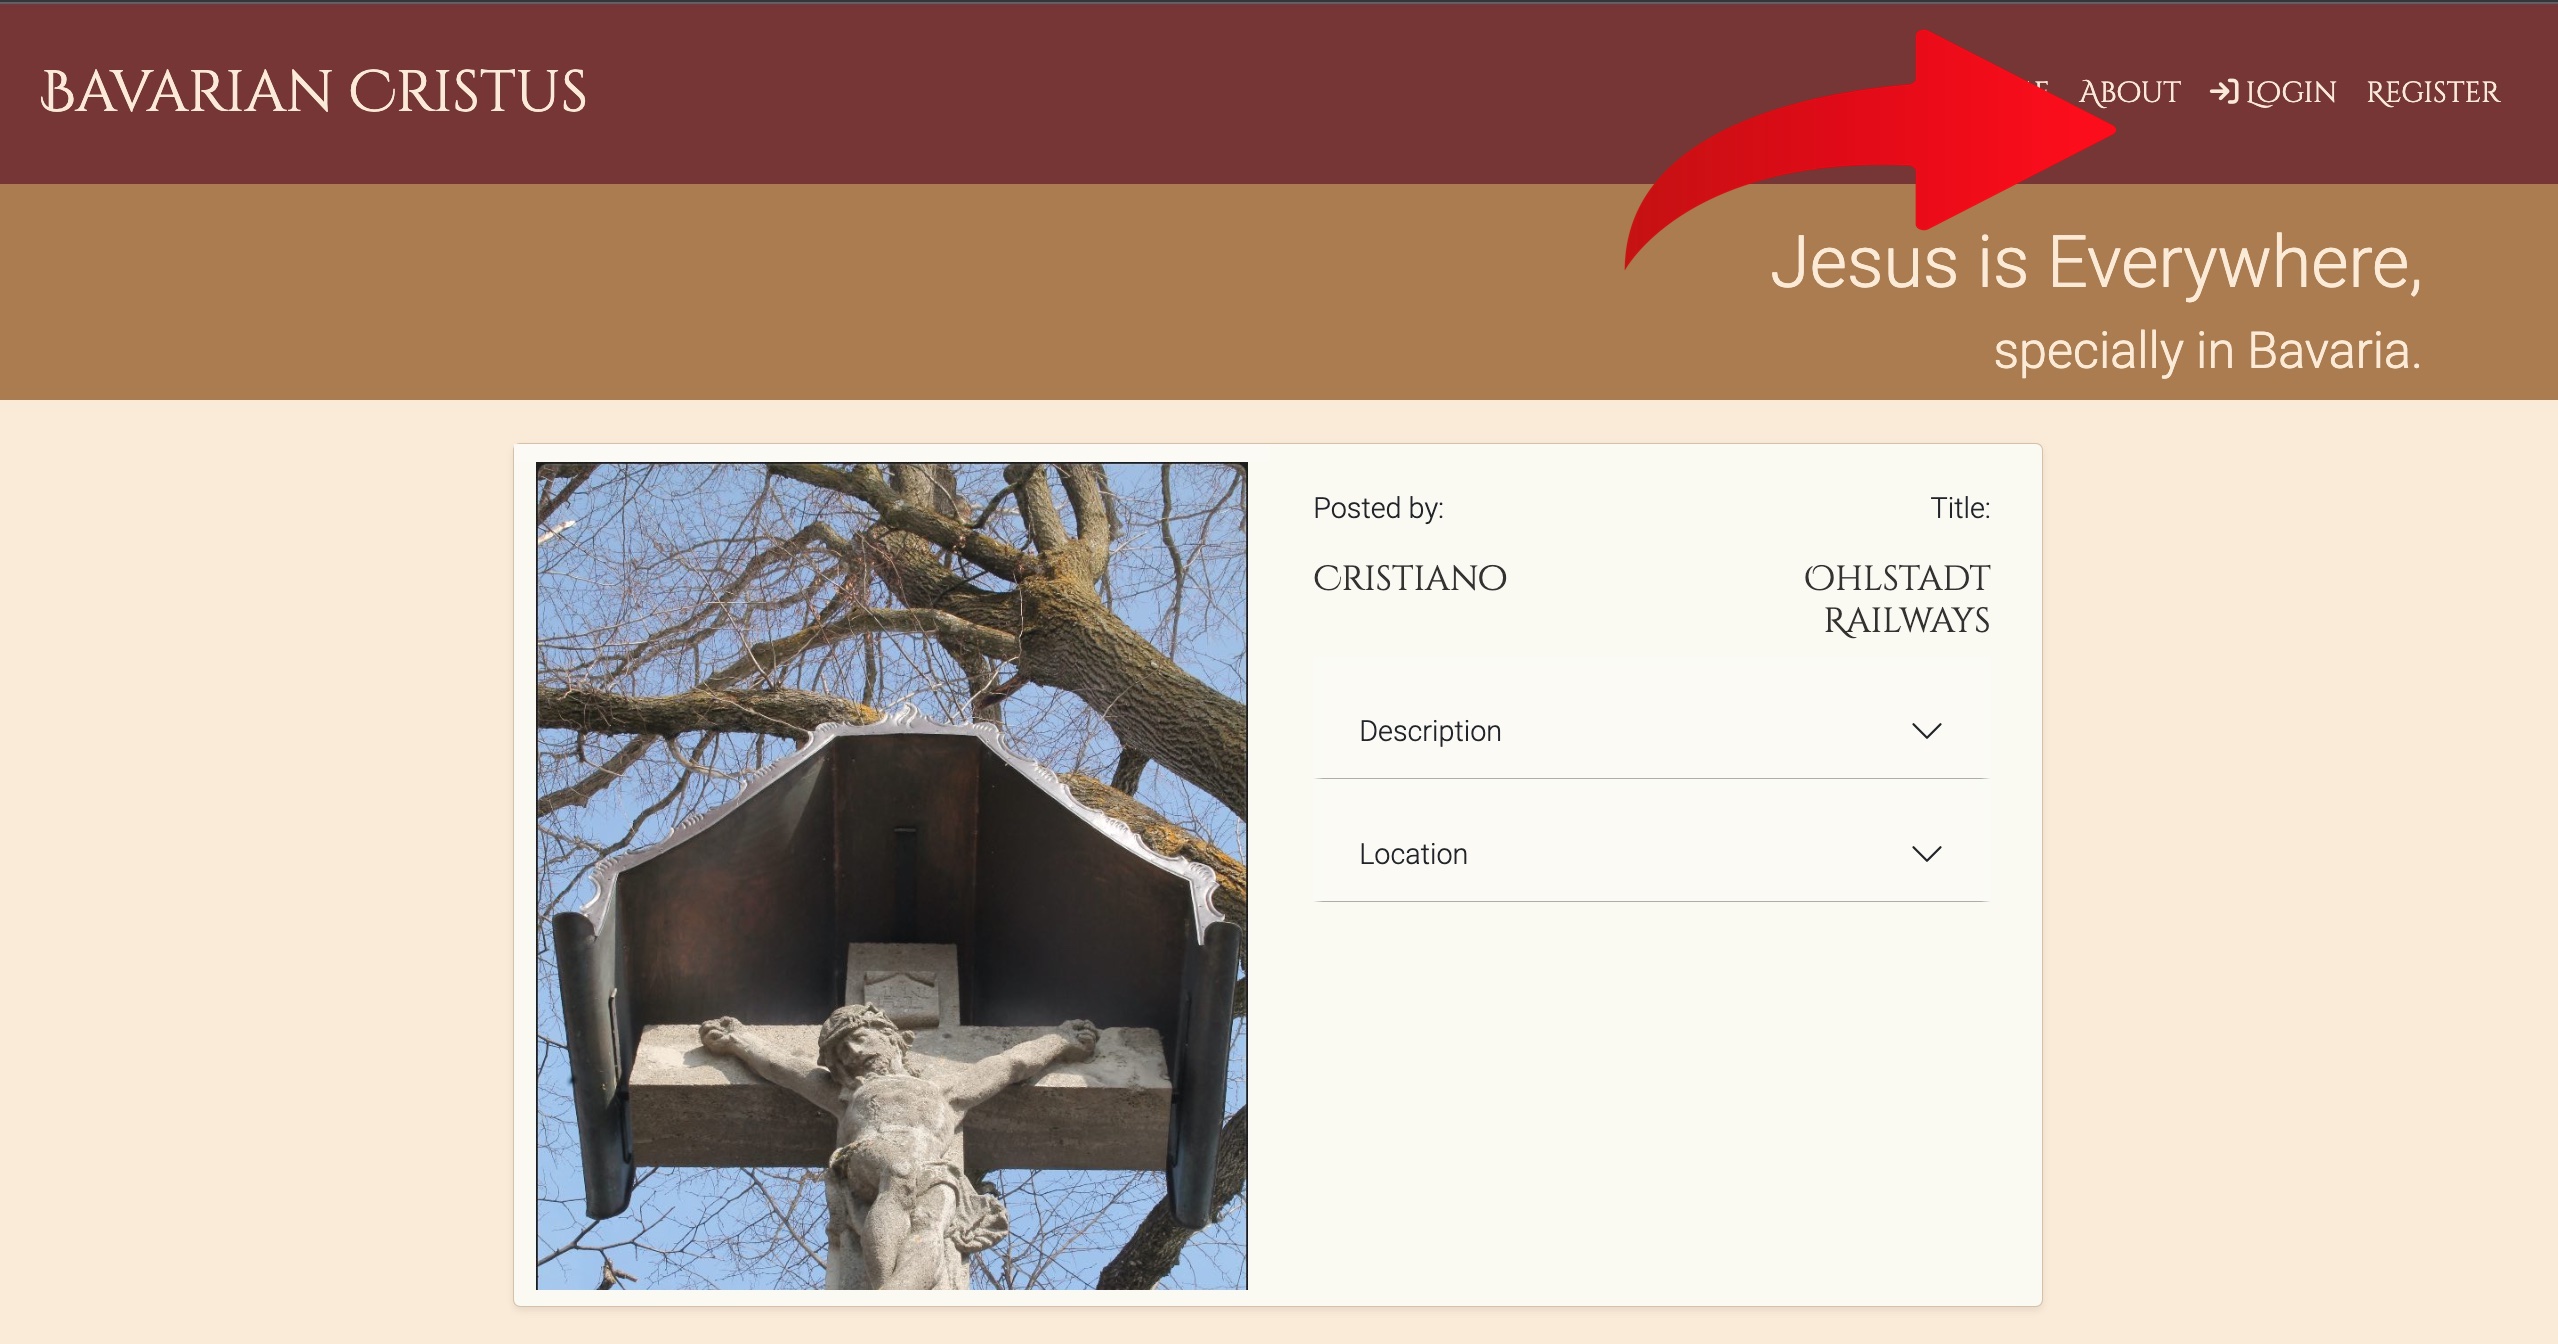 Bavarian Cristus
About Login Register
Jesus is Everywhere,
specially in Bavaria.
Posted by: Title:
Cristiano Ohlstadt
Railways
Description
Location